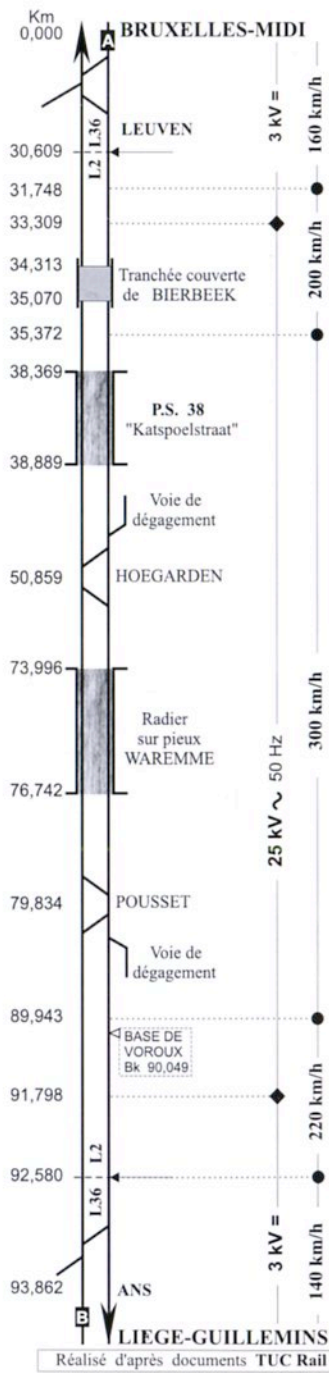 Km
0,000
A
BRUXELLES-MIDI
3 kV =
160 km/h
L2
L36
LEUVEN
30,609
31,748
33,309
200 km/h
34,313
35,070
Tranchée couverte
de BIERBEEK
35,372
38,369
P.S. 38
"Katspoelstraat"
38,889
Voie de
dégagement
50,859
HOEGARDEN
73,996
Radier
sur pieux
WAREMME
76,742
25 kV ~ 50 Hz
300 km/h
79,834
POUSSET
Voie de
dégagement
89,943
BASE DE
VOROUX
Bk 90,049
91,798
220 km/h
92,580
L2
L36
3 kV =
140 km/h
93,862
ANS
B
LIEGE-GUILLEMINS
Réalisé d'après documents TUC Rail